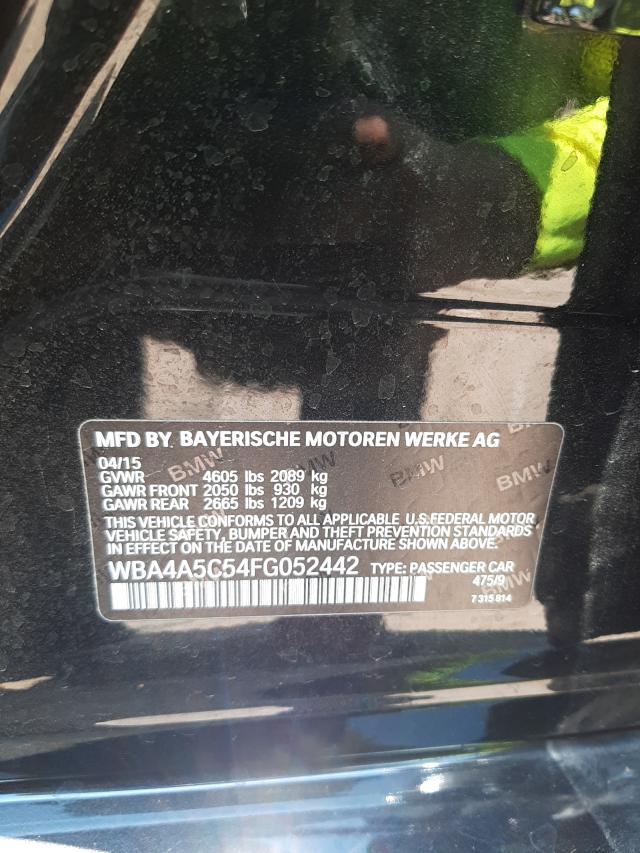 MFD BY. BAYERISCHE MOTOREN WERKE AG
04/15
GVWR 4605 lbs 2089 kg
GAWR FRONT 2050 lbs 930 kg
GAWR REAR 2665 lbs 1209 kg
THIS VEHICLE CONFORMS TO ALL APPLICABLE U.S.FEDERAL MOTOR
VEHICLE SAFETY, BUMPER AND THEFT PREVENTION STANDARDS
IN EFFECT ON THE DATE OF MANUFACTURE SHOWN ABOVE.
WBA4A5C54FG052442 TYPE: PASSENGER CAR
475/9
7 315 814
BMW
BMW
BMW